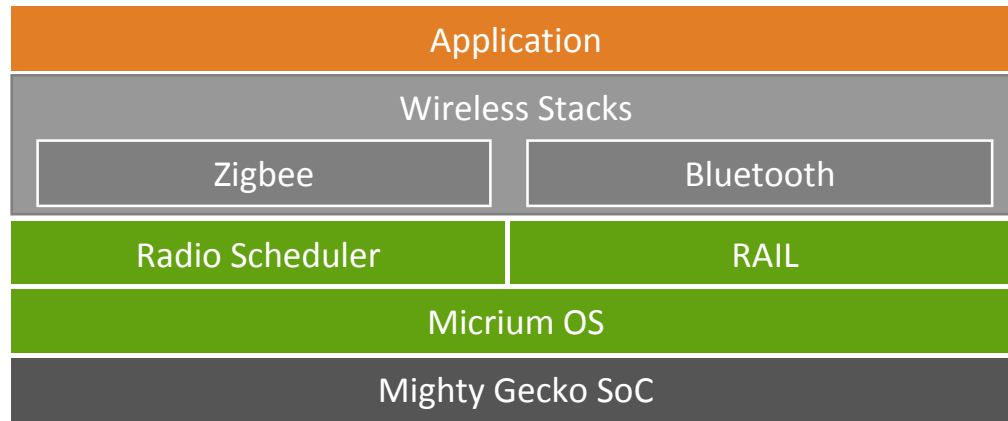 Application
Wireless Stacks
Zigbee
Bluetooth
Radio Scheduler
RAIL
Micrium OS
Mighty Gecko SoC